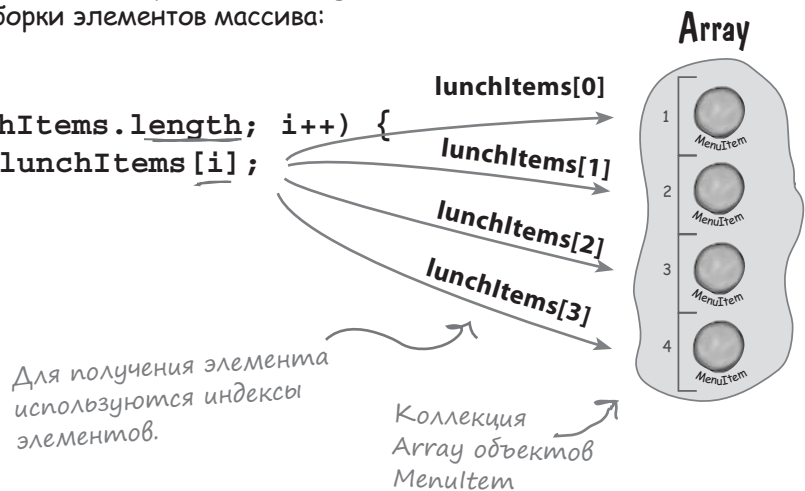 борки элементов массива:
Array
hItems.length; i++) {
lunchItems[i];
lunchItems[0]
lunchItems[1]
lunchItems[2]
lunchItems[3]
1
MenuItem
2
MenuItem
3
MenuItem
4
MenuItem
Для получения элемента
используются индексы
элементов.
Коллекция
Array объектов
MenuItem